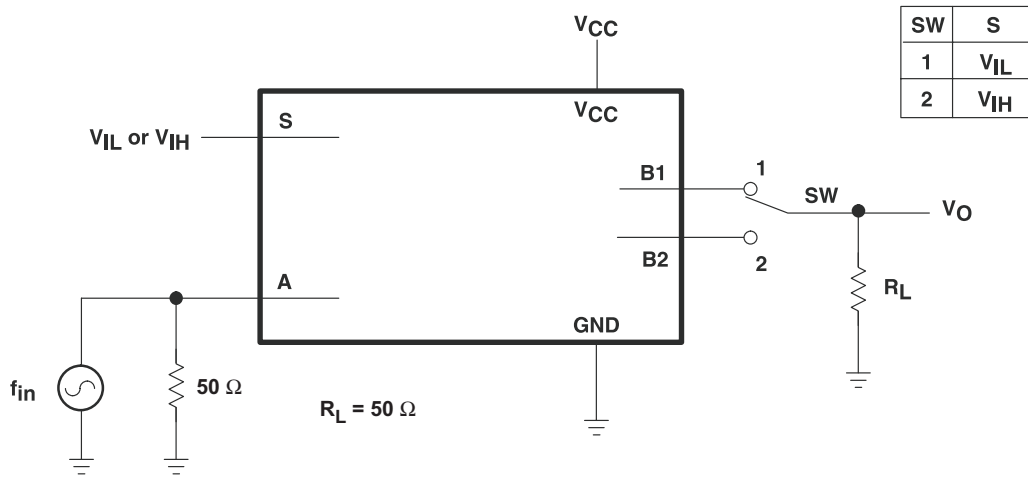 VCC
SW S
1 VIL
2 VIH
VCC
S
VIL or VIH
B1
1
SW
VO
B2
2
A
RL
GND
fin
50 Ω
RL = 50 Ω